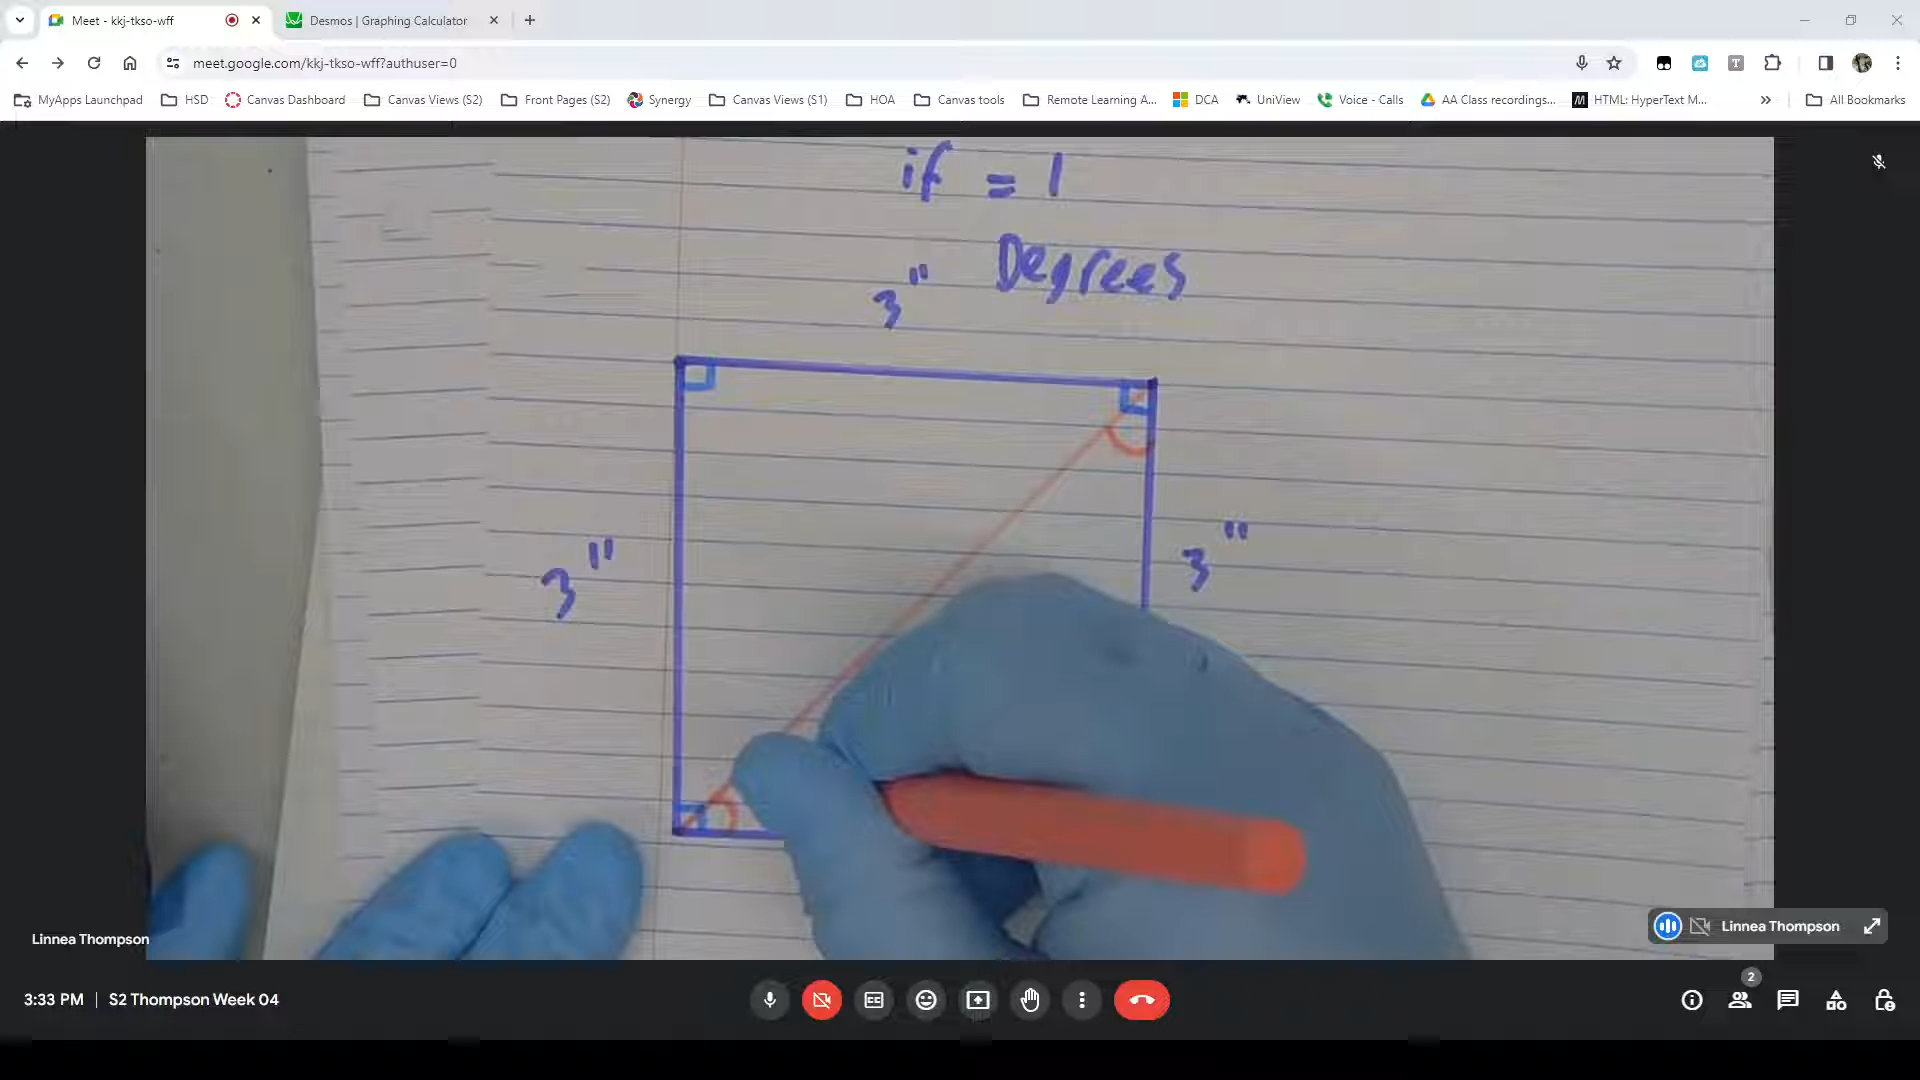 Meet - kkj-tkso-wff
Desmos | Graphing Calculator
meet.google.com/kkj-tkso-wff?authuser=0
MyApps Launchpad
HSD
Canvas Dashboard
Canvas Views (S2)
Front Pages (S2)
Synergy
Canvas Views (S1)
HOA
Canvas tools
Remote Learning A...
DCA
UniView
Voice - Calls
AA Class recordings...
HTML: HyperText M...
All Bookmarks
if = 1
Degrees
3"
3"
3"
Linnea Thompson
Linnea Thompson
2
3:33 PM | S2 Thompson Week 04